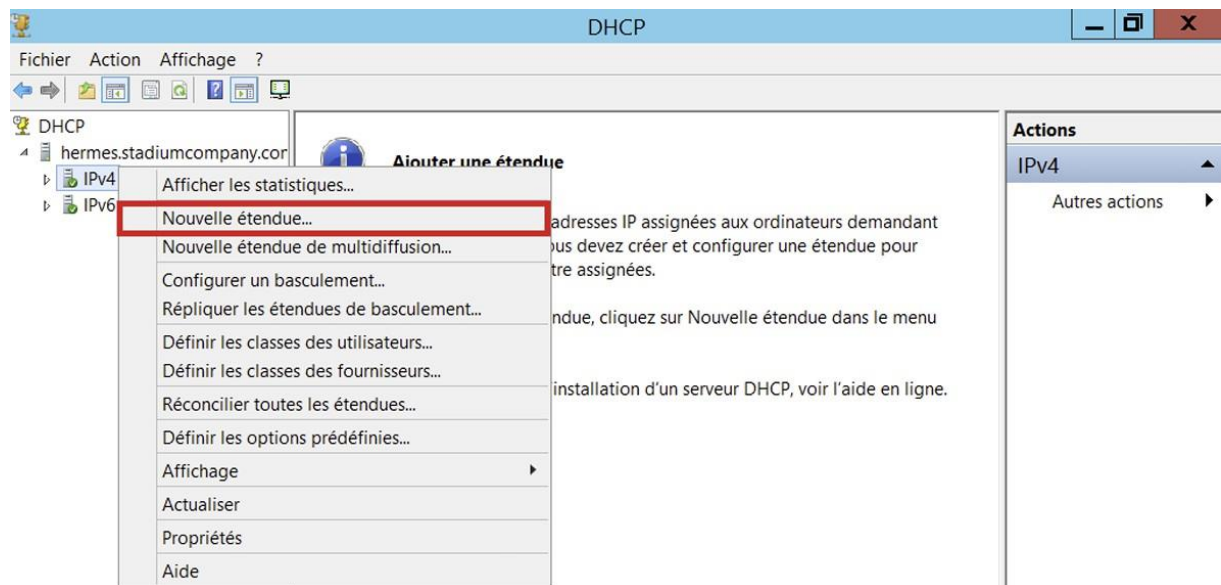 DHCP
Fichier Action Affichage ?
DHCP
hermes.stadiumcompany.cor
IPv4
IPv6
Afficher les statistiques...
Nouvelle étendue...
Nouvelle étendue de multidiffusion...
Configurer un basculement...
Répliquer les étendues de basculement...
Définir les classes des utilisateurs...
Définir les classes des fournisseurs...
Réconcilier toutes les étendues...
Définir les options prédéfinies...
Affichage
Actualiser
Propriétés
Aide
Ajouter une étendue
adresses IP assignées aux ordinateurs demandant
us devez créer et configurer une étendue pour
tre assignées.
ndue, cliquez sur Nouvelle étendue dans le menu
installation d'un serveur DHCP, voir l'aide en ligne.
Actions
IPv4
Autres actions